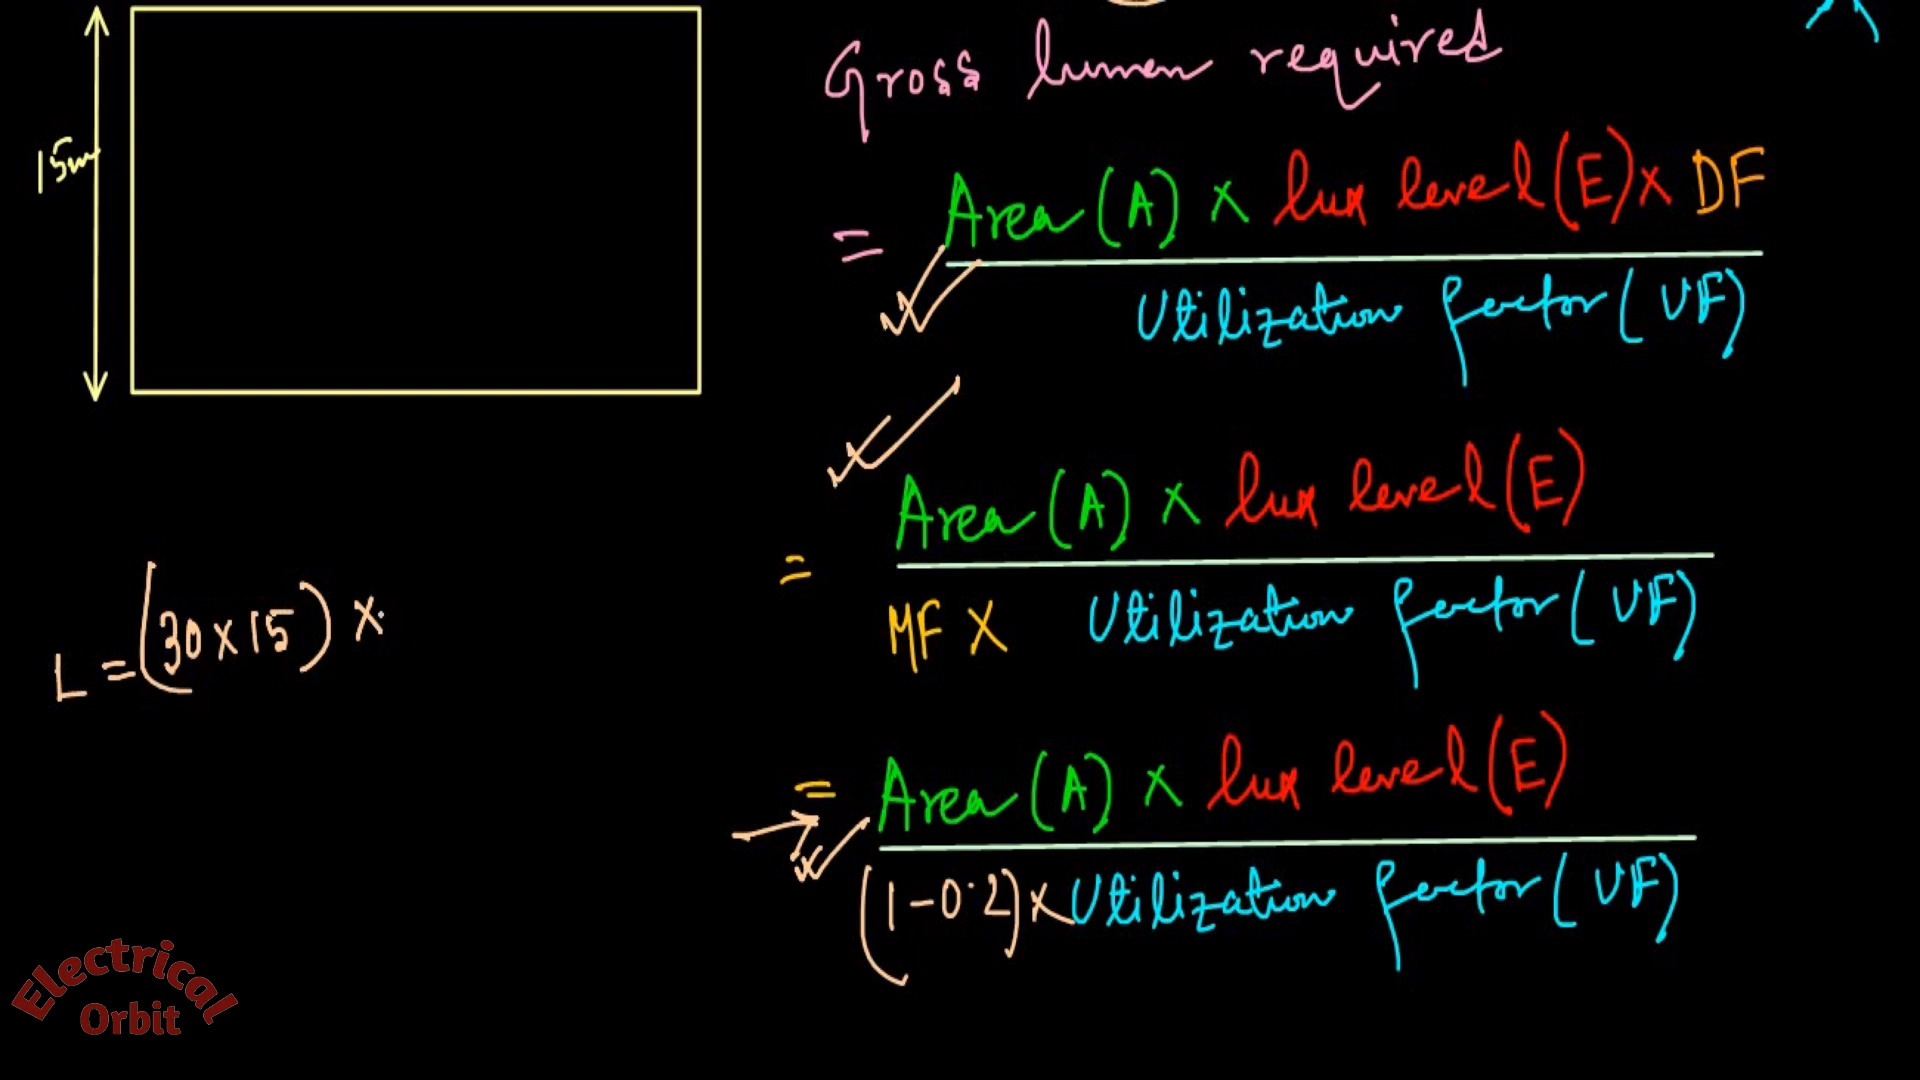 Gross lumen required
15m
= Area (A) × lux level (E) × DF
Utilization factor (UF)
= Area (A) × lux level (E)
MF × Utilization factor (UF)
L = (30 × 15) ×
= Area (A) × lux level (E)
(1 - 0.2) × Utilization factor (UF)
Electrical
Orbit